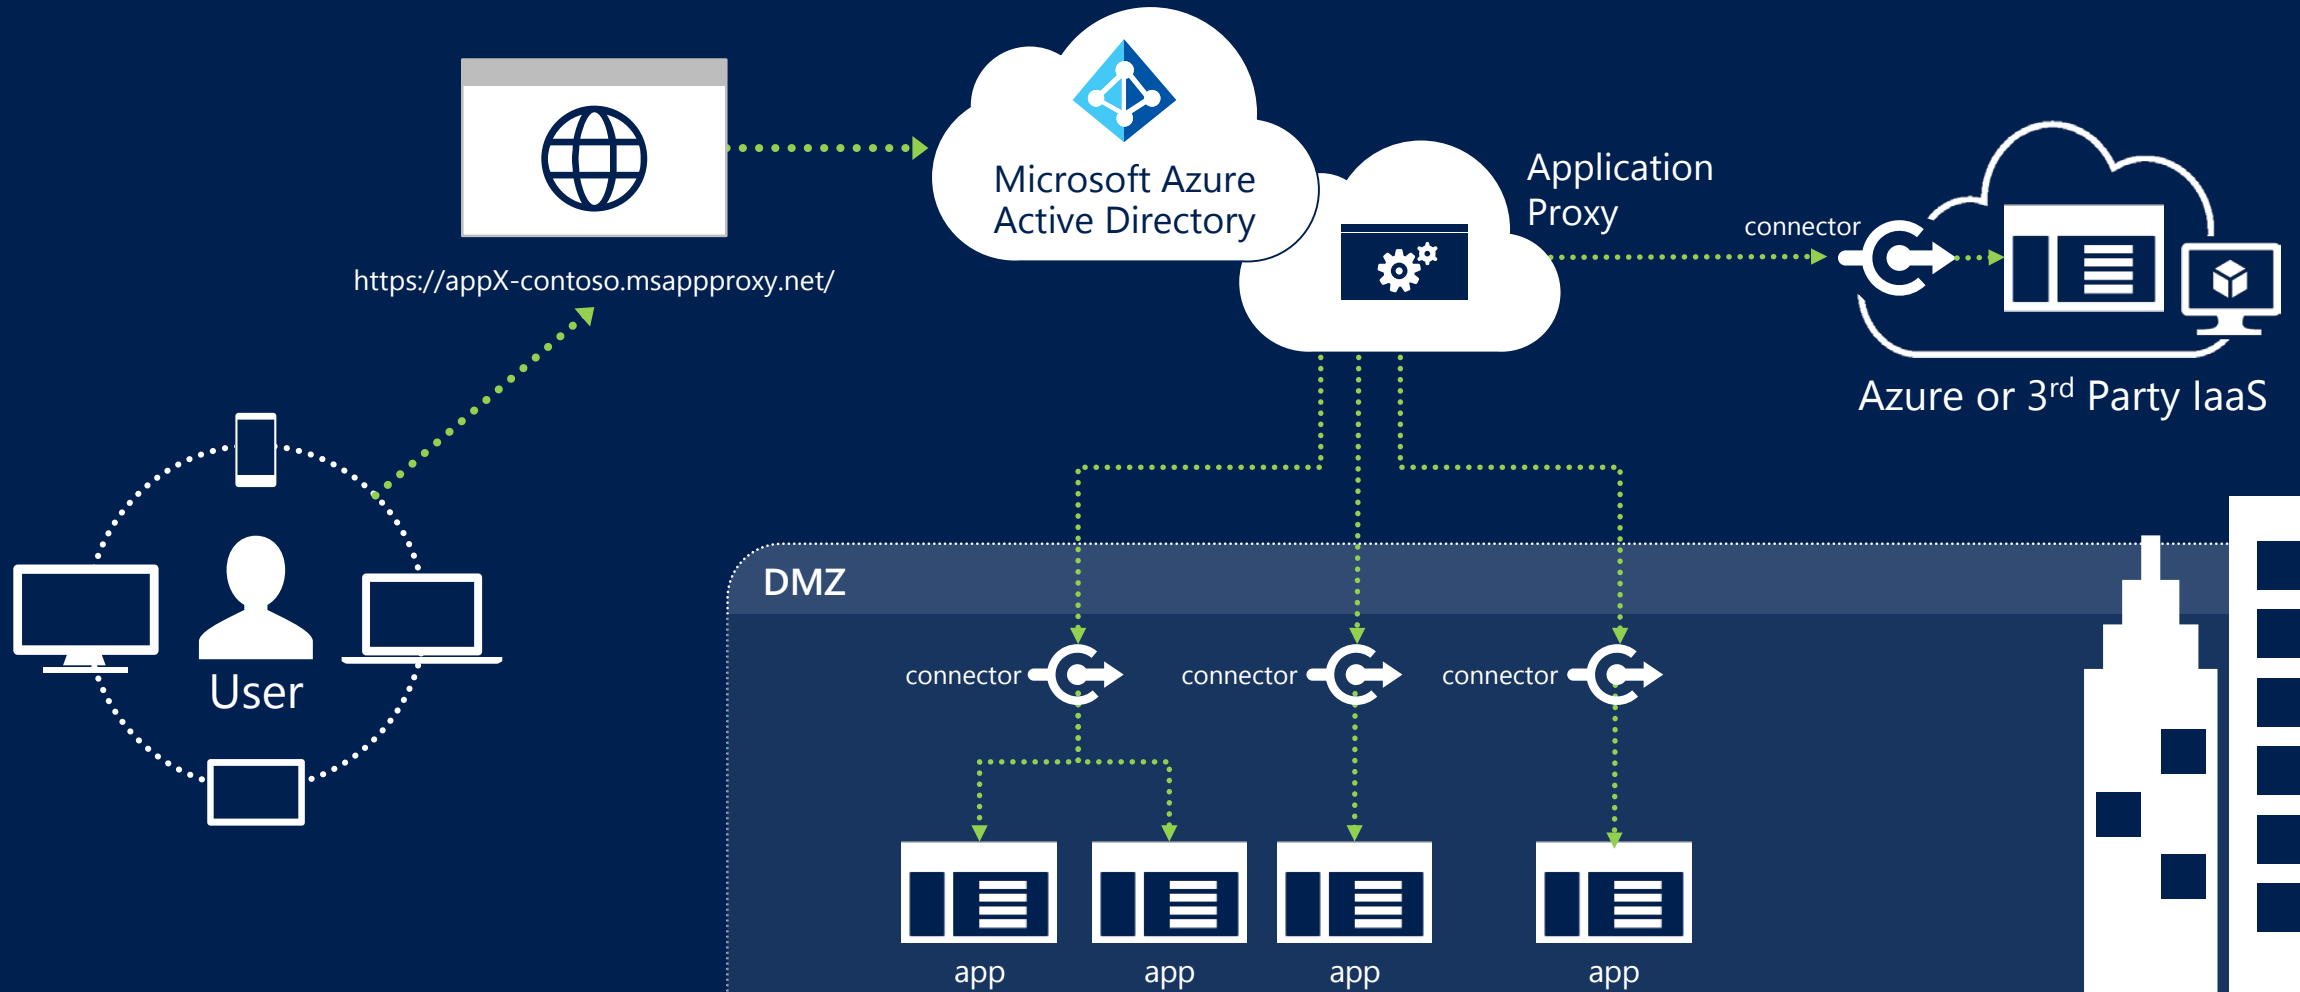 Microsoft Azure
Active Directory
Application
Proxy
connector
https://appX-contoso.msappproxy.net/
Azure or 3rd Party IaaS
User
DMZ
connector
connector
connector
app
app
app
app